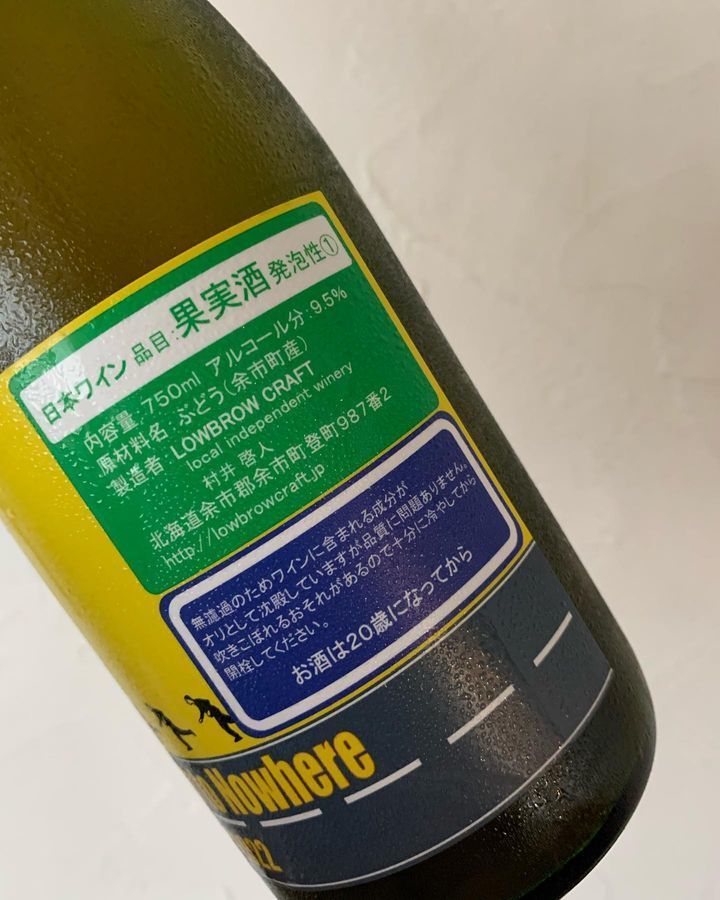 日本ワイン 品目：果実酒 発泡性①
内容量：750ml アルコール分：9.5%
原材料名：ぶどう（余市町産）
製造者：LOWBROW CRAFT
local independent winery
村井 啓人
北海道余市郡余市町登町987番2
http://lowbrowcraft.jp
無濾過のためワインに含まれる成分が
オリとして沈殿していますが品質に問題ありません。
吹きこぼれるおそれがあるので十分に冷やしてから
開栓してください。
お酒は20歳になってから
Nowhere